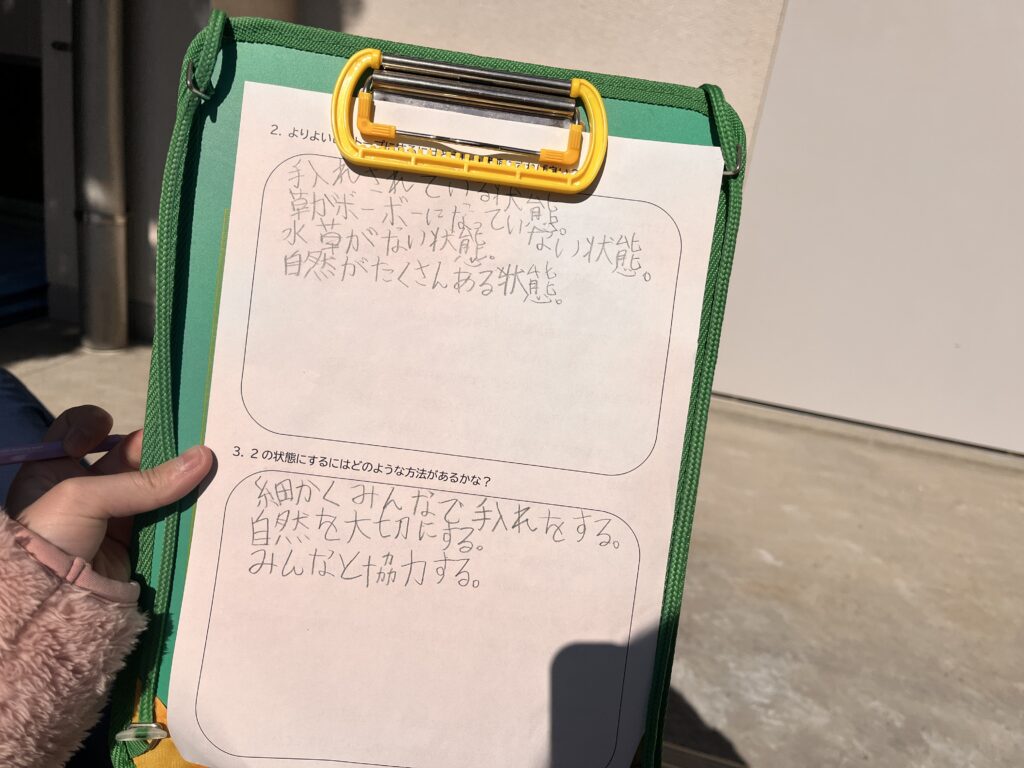 2. よりよい
手入れされている状態。
草がボーボーになっていない状態。
水草がない状態。
自然がたくさんある状態。
3. 2の状態にするにはどのような方法があるかな？
細かくみんなで手入れをする。
自然を大切にする。
みんなと協力する。